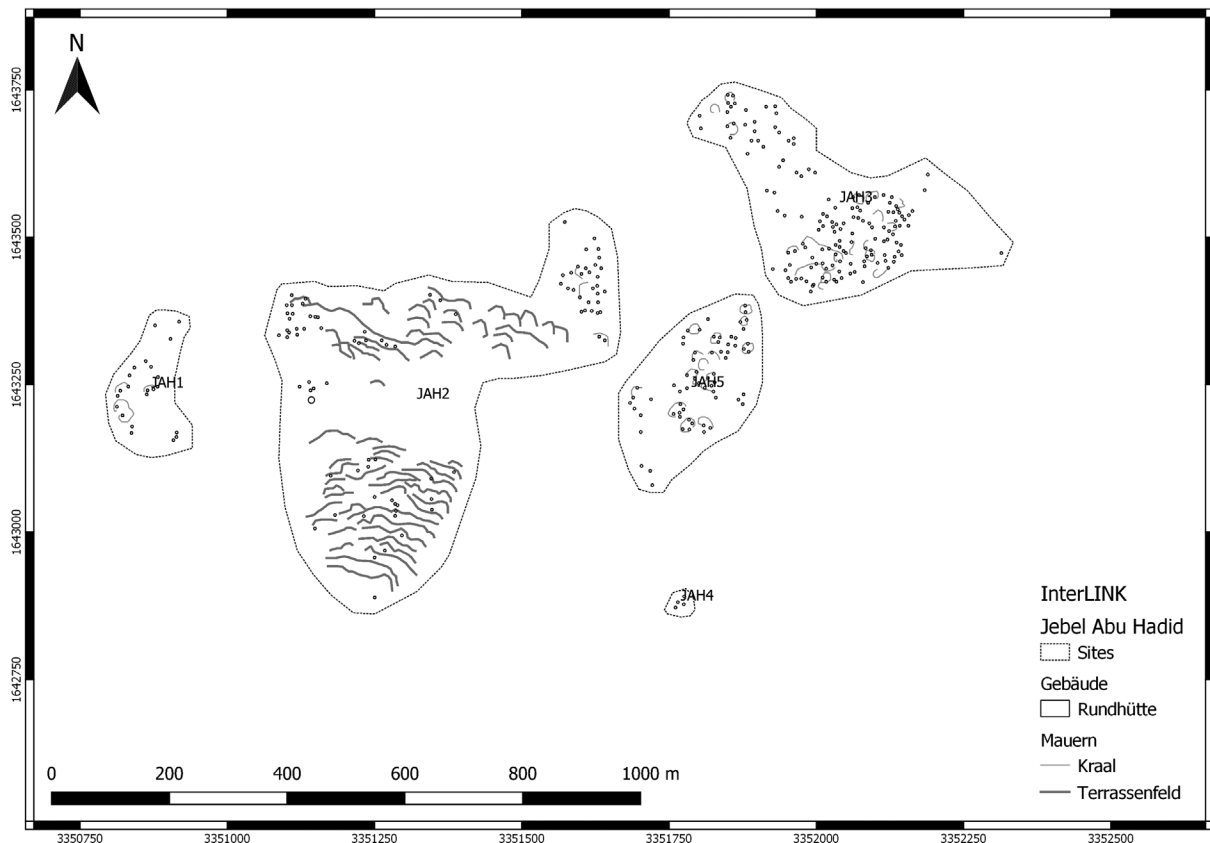 N
1643750
1643500
1643250
1643000
1642750
JAH3
JAH1
JAH2
JAH5
JAH4
InterLINK
Jebel Abu Hadid
Sites
Gebäude
Rundhütte
Mauern
Kraal
Terrassenfeld
0 200 400 600 800 1000 m
3350750 3351000 3351250 3351500 3351750 3352000 3352250 3352500